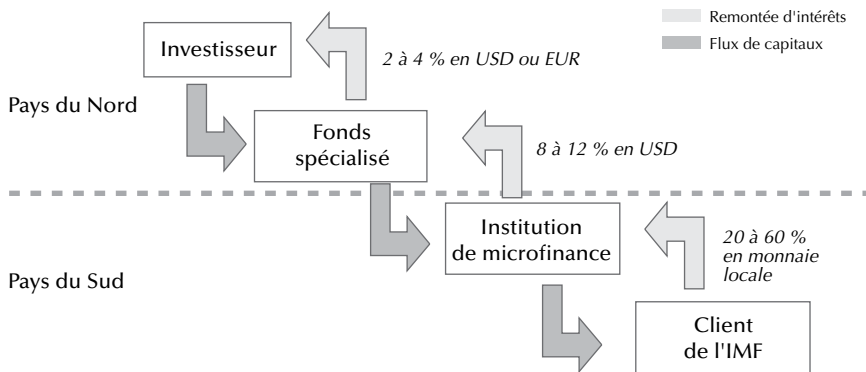 Remontée d'intérêts
Flux de capitaux
Investisseur
2 à 4 % en USD ou EUR
Pays du Nord
Fonds
spécialisé
8 à 12 % en USD
Institution
de microfinance
20 à 60 %
en monnaie
locale
Pays du Sud
Client
de l'IMF